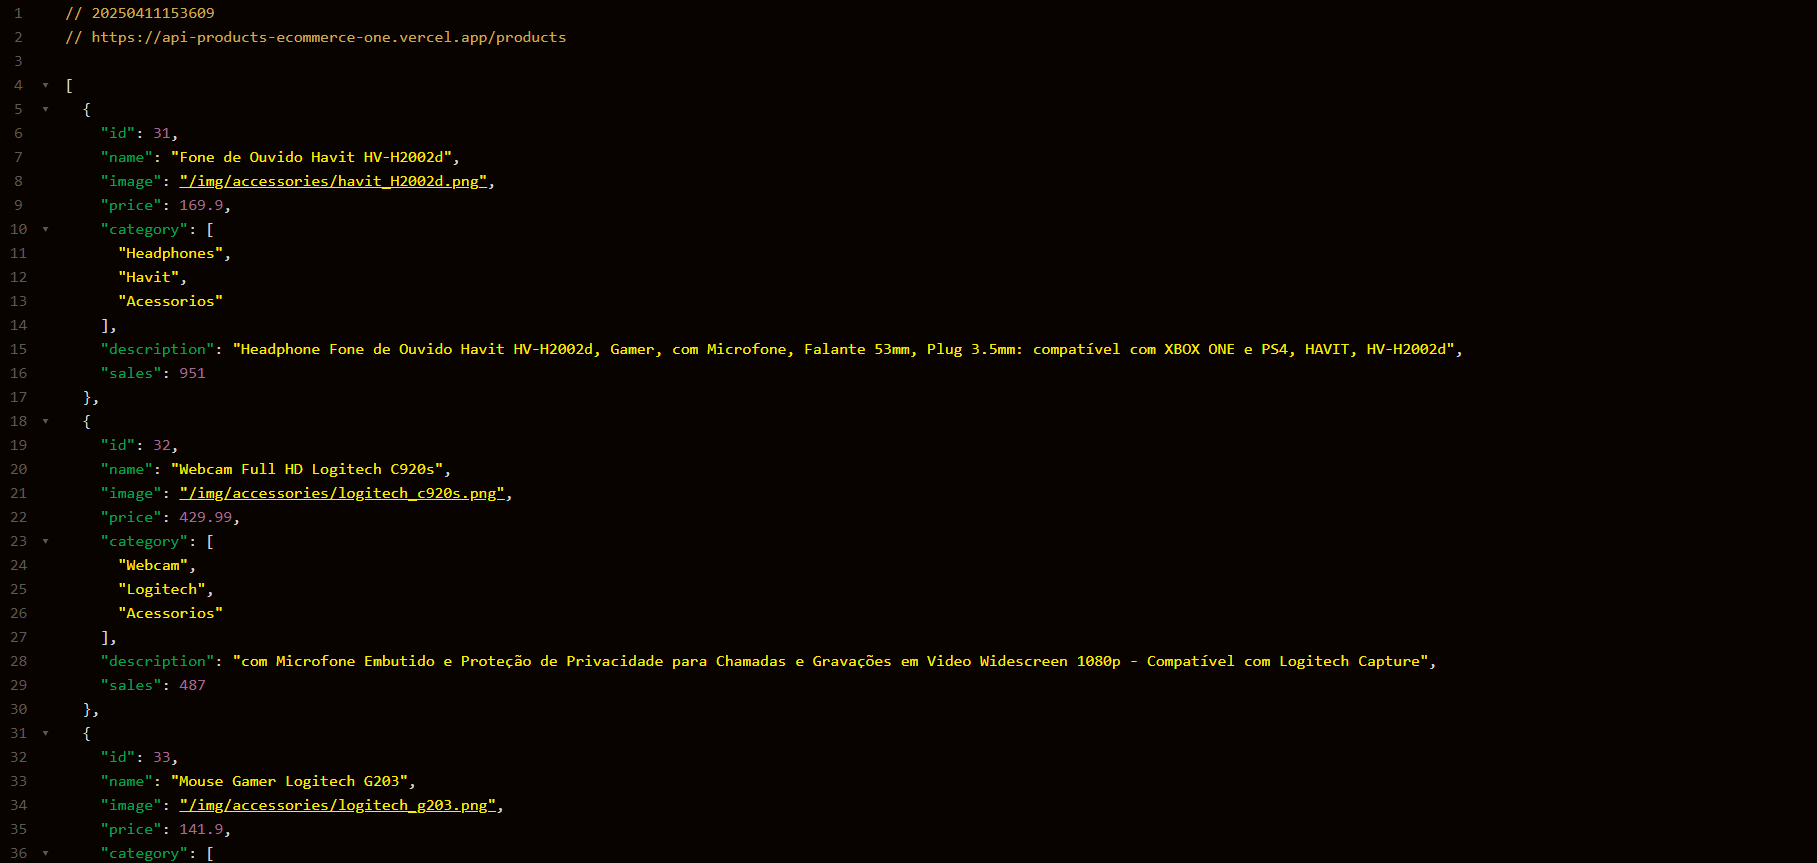 1 // 20250411153609
2 // https://api-products-ecommerce-one.vercel.app/products
3
4 [
5 {
6 "id": 31,
7 "name": "Fone de Ouvido Havit HV-H2002d",
8 "image": "/img/accessories/havit_H2002d.png",
9 "price": 169.9,
10 "category": [
11 "Headphones",
12 "Havit",
13 "Acessorios"
14 ],
15 "description": "Headphone Fone de Ouvido Havit HV-H2002d, Gamer, com Microfone, Falante 53mm, Plug 3.5mm: compatível com XBOX ONE e PS4, HAVIT, HV-H2002d",
16 "sales": 951
17 },
18 {
19 "id": 32,
20 "name": "Webcam Full HD Logitech C920s",
21 "image": "/img/accessories/logitech_c920s.png",
22 "price": 429.99,
23 "category": [
24 "Webcam",
25 "Logitech",
26 "Acessorios"
27 ],
28 "description": "com Microfone Embutido e Proteção de Privacidade para Chamadas e Gravações em Video Widescreen 1080p - Compatível com Logitech Capture",
29 "sales": 487
30 },
31 {
32 "id": 33,
33 "name": "Mouse Gamer Logitech G203",
34 "image": "/img/accessories/logitech_g203.png",
35 "price": 141.9,
36 "category": [